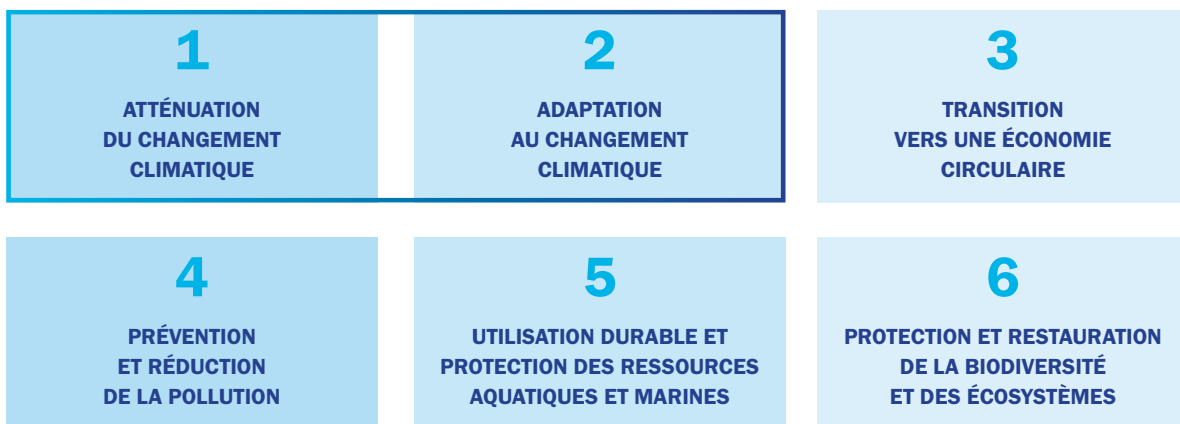 1
ATTÉNUATION
DU CHANGEMENT
CLIMATIQUE
2
ADAPTATION
AU CHANGEMENT
CLIMATIQUE
3
TRANSITION
VERS UNE ÉCONOMIE
CIRCULAIRE
4
PRÉVENTION
ET RÉDUCTION
DE LA POLLUTION
5
UTILISATION DURABLE ET
PROTECTION DES RESSOURCES
AQUATIQUES ET MARINES
6
PROTECTION ET RESTAURATION
DE LA BIODIVERSITÉ
ET DES ÉCOSYSTÈMES